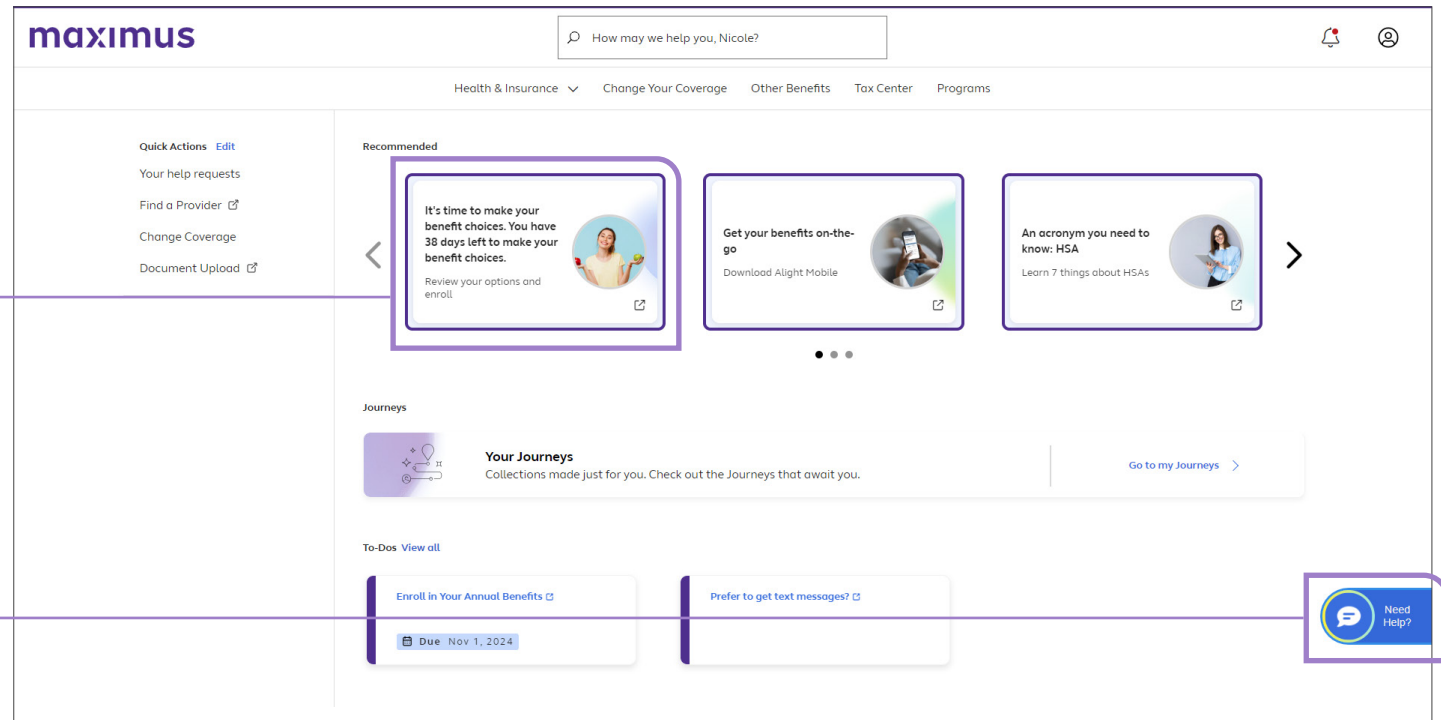 maximus
How may we help you, Nicole?
Health & Insurance
Change Your Coverage
Other Benefits
Tax Center
Programs
Quick Actions Edit
Your help requests
Find a Provider
Change Coverage
Document Upload
Recommended
It's time to make your
benefit choices. You have
38 days left to make your
benefit choices.
Review your options and
enroll
Get your benefits on-the-
go
Download Alight Mobile
An acronym you need to
know: HSA
Learn 7 things about HSAs
Journeys
Your Journeys
Collections made just for you. Check out the Journeys that await you.
Go to my Journeys
To-Dos View all
Enroll in Your Annual Benefits
Due Nov 1, 2024
Prefer to get text messages?
Need
Help?